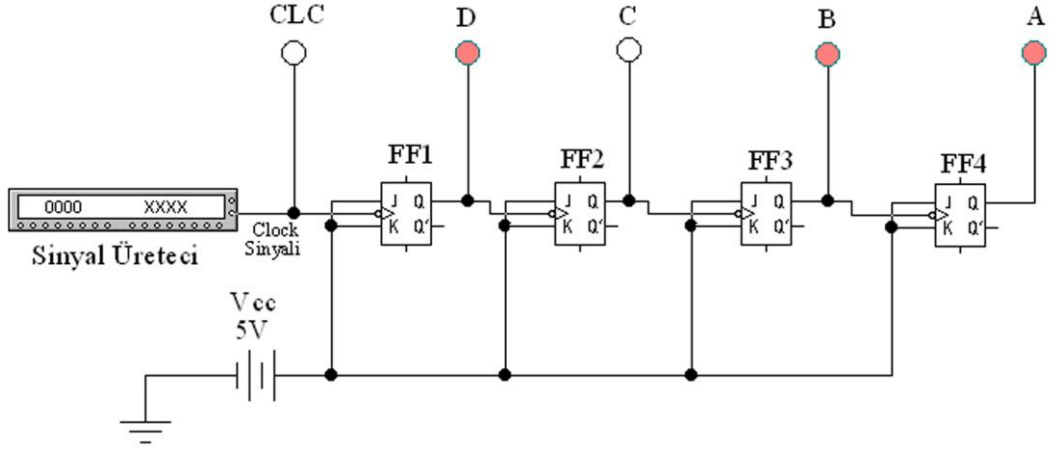 CLC D C B A
FF1 FF2 FF3 FF4
J Q J Q J Q J Q
0000 XXXX
K Q' K Q' K Q' K Q'
Clock
Sinyali
Sinyal Üreteci
Vcc
5V